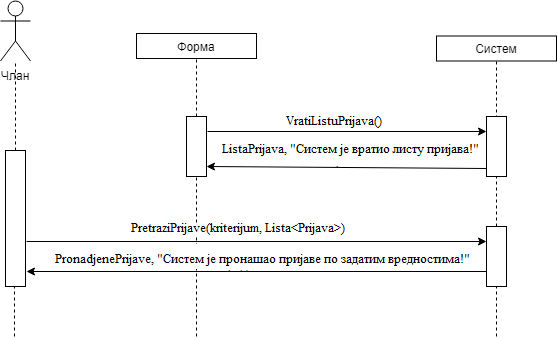 Форма
Систем
Члан
VratiListuPrijava()
ListaPrijava, "Систем је вратио листу пријава!"
PretraziPrijave(kriterijum, Lista<Prijava>)
PronadjenePrijave, "Систем је пронашао пријаве по задатим вредностима!"